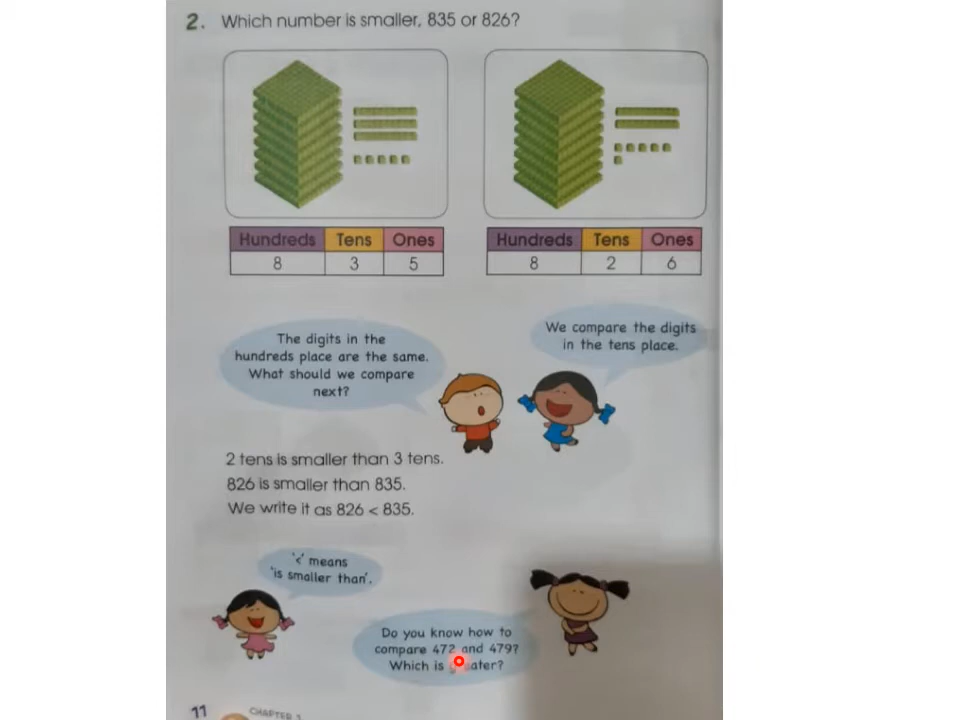 2. Which number is smaller, 835 or 826?
Hundreds Tens Ones
8 3 5
Hundreds Tens Ones
8 2 6
The digits in the
hundreds place are the same.
What should we compare
next?
We compare the digits
in the tens place.
2 tens is smaller than 3 tens.
826 is smaller than 835.
We write it as 826 < 835.
'<' means
'is smaller than'.
Do you know how to
compare 472 and 479?
Which is
11
CHAPTER